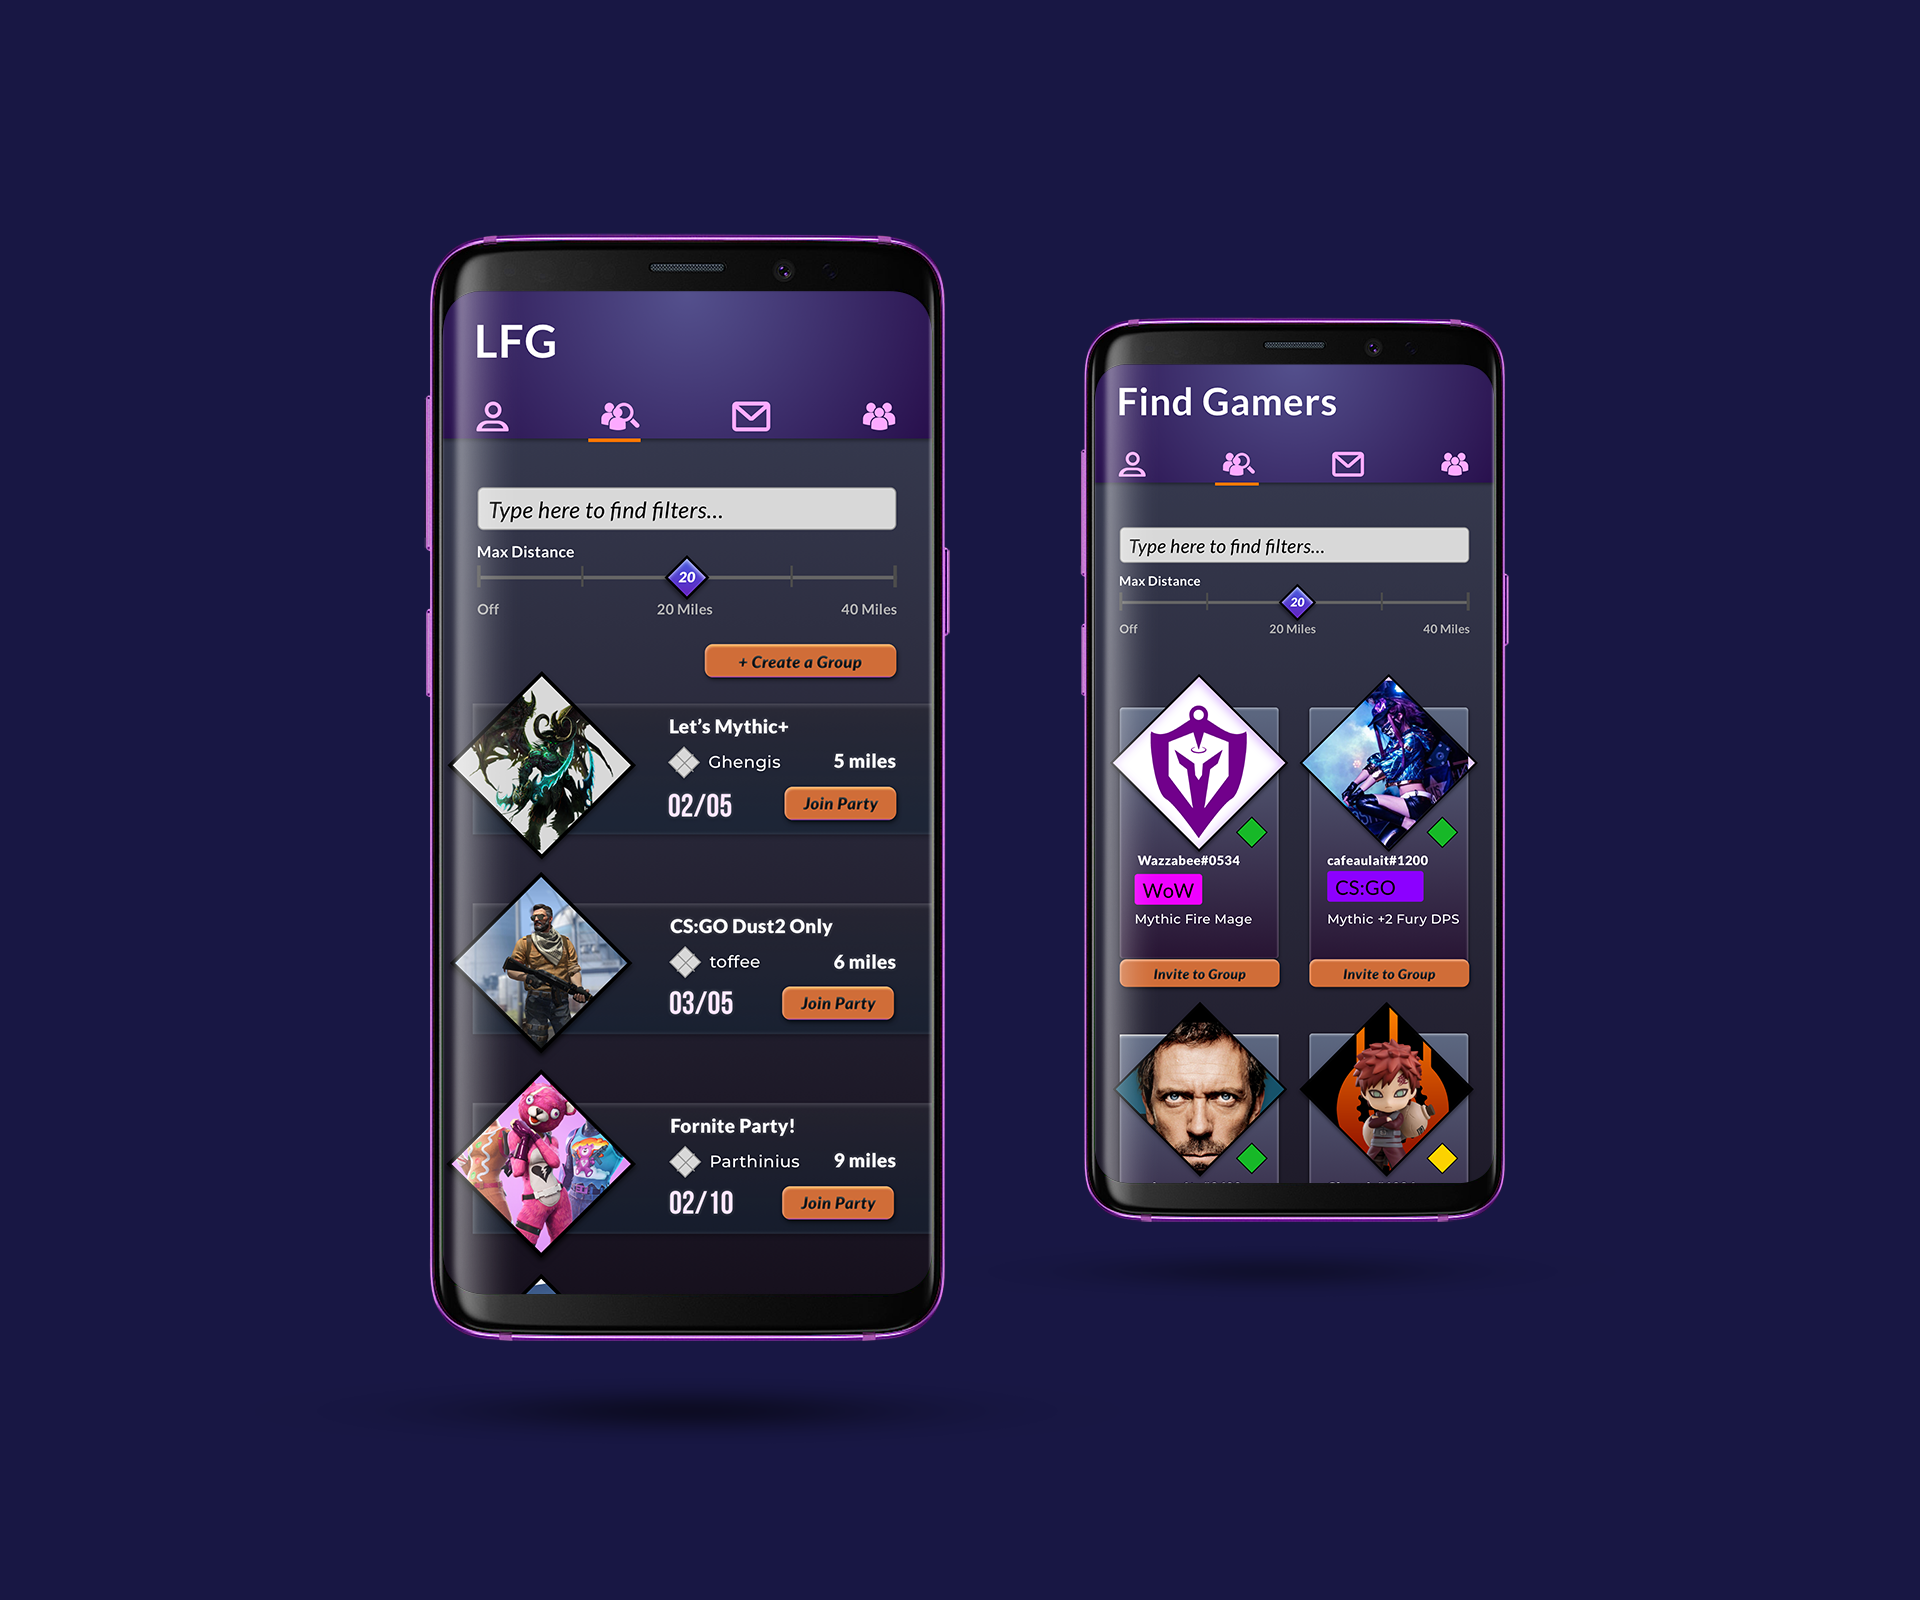 LFG
Type here to find filters...
Max Distance
20
Off
20 Miles
40 Miles
+ Create a Group
Let's Mythic+
Ghengis
5 miles
02/05
Join Party
CS:GO Dust2 Only
toffee
6 miles
03/05
Join Party
Fornite Party!
Parthinius
9 miles
02/10
Join Party
Find Gamers
Type here to find filters...
Max Distance
20
Off
20 Miles
40 Miles
Wazzabee#0534
WoW
Mythic Fire Mage
Invite to Group
cafeaulait#1200
CS:GO
Mythic +2 Fury DPS
Invite to Group